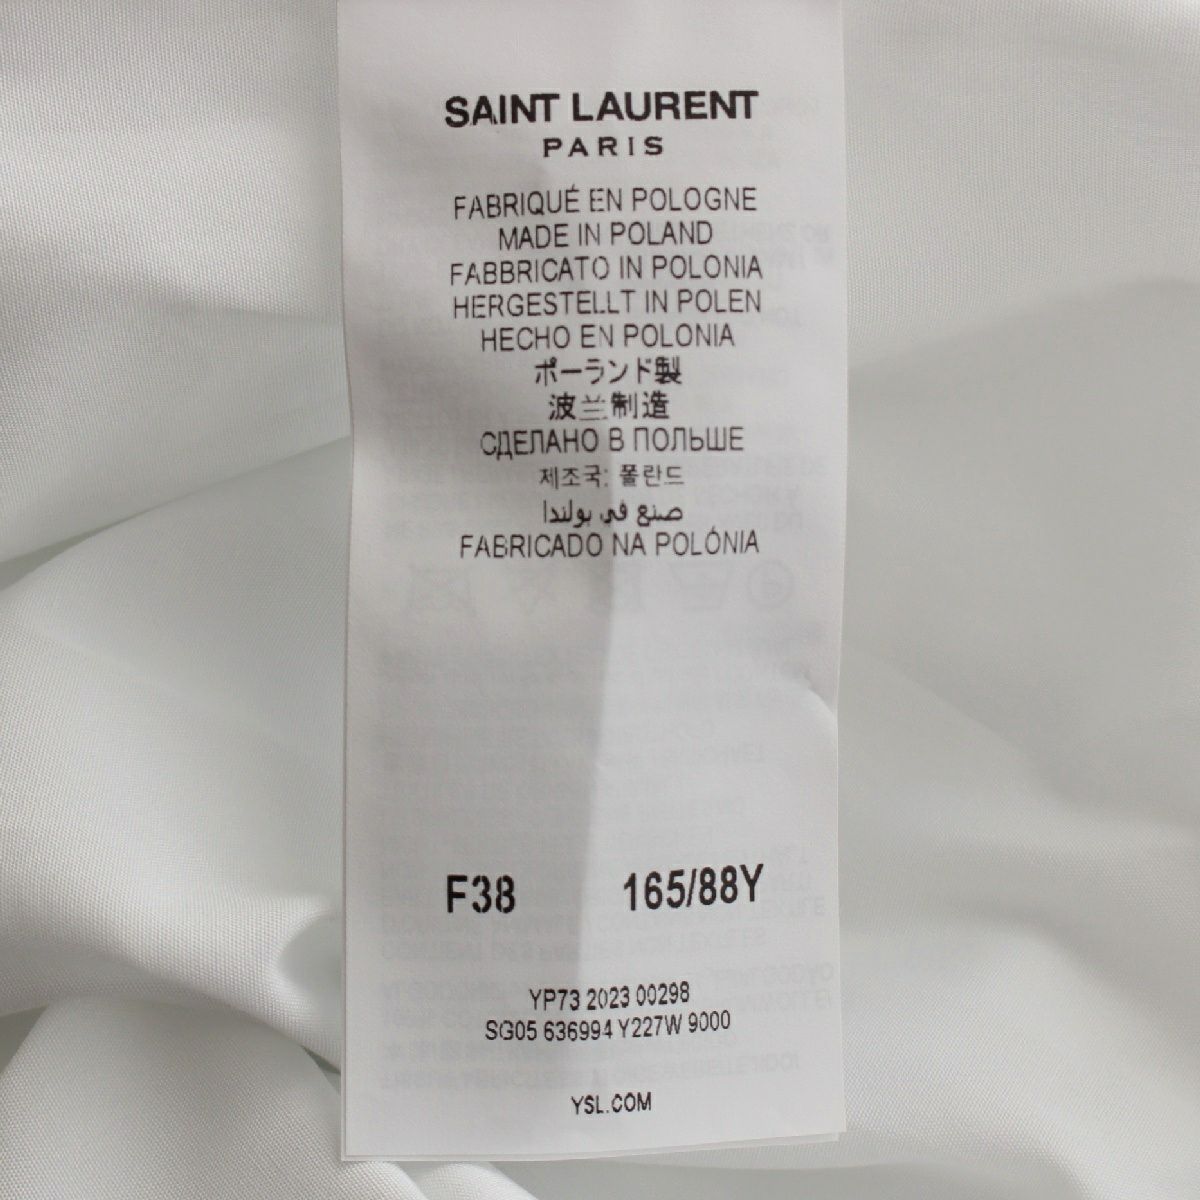 SAINT LAURENT
PARIS
FABRIQUÉ EN POLOGNE
MADE IN POLAND
FABBRICATO IN POLONIA
HERGESTELLT IN POLEN
HECHO EN POLONIA
ポーランド製
波兰制造
СДЕЛАНО В ПОЛЬШЕ
제조국: 폴란드
صنع في بولندا
FABRICADO NA POLÓNIA
F38 165/88Y
YP73 2023 00298
SG05 636994 Y227W 9000
YSL.COM